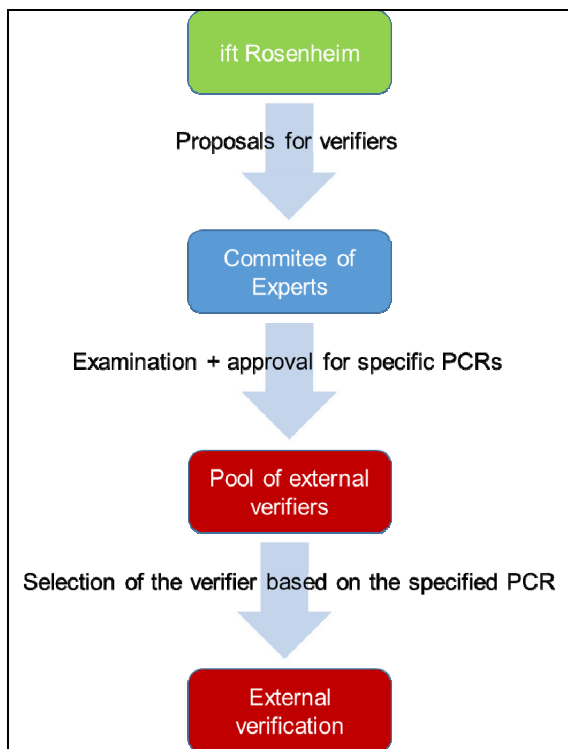 ift Rosenheim
Proposals for verifiers
Commitee of
Experts
Examination + approval for specific PCRs
Pool of external
verifiers
Selection of the verifier based on the specified PCR
External
verification